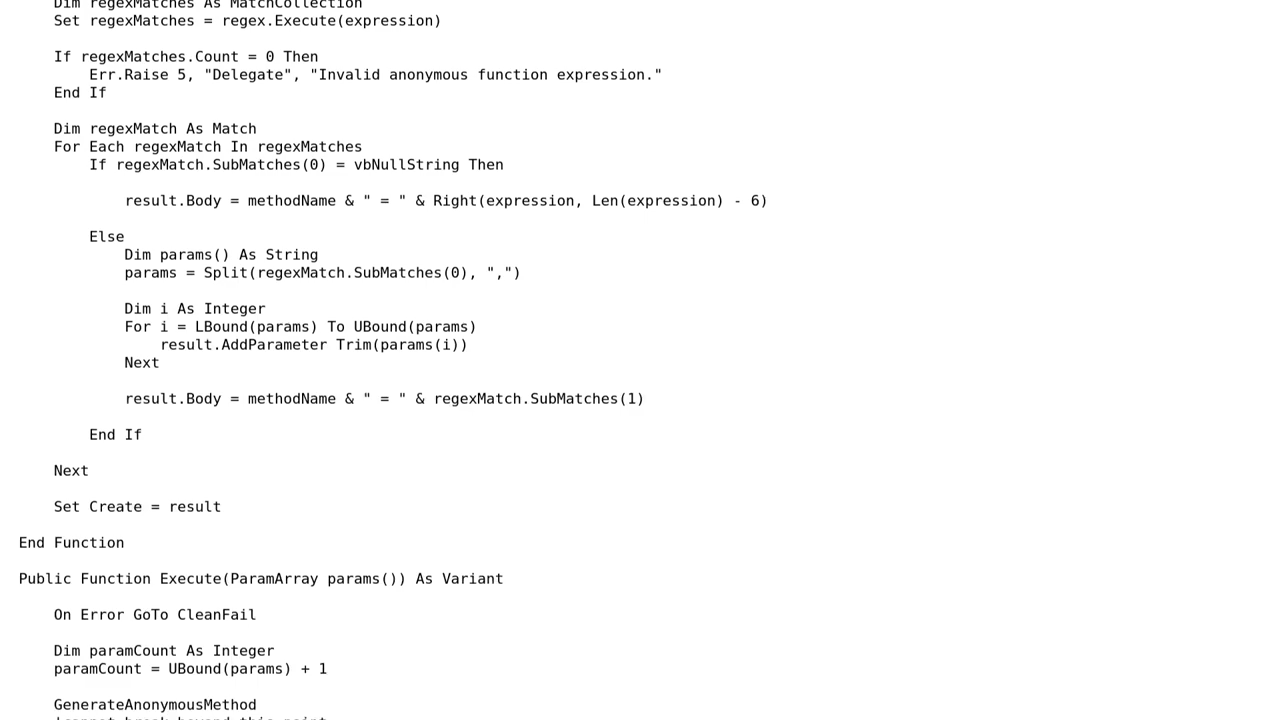 Dim regexMatches As MatchCollection
Set regexMatches = regex.Execute(expression)
If regexMatches.Count = 0 Then
Err.Raise 5, "Delegate", "Invalid anonymous function expression."
End If
Dim regexMatch As Match
For Each regexMatch In regexMatches
If regexMatch.SubMatches(0) = vbNullString Then
result.Body = methodName & " = " & Right(expression, Len(expression) - 6)
Else
Dim params() As String
params = Split(regexMatch.SubMatches(0), ",")
Dim i As Integer
For i = LBound(params) To UBound(params)
result.AddParameter Trim(params(i))
Next
result.Body = methodName & " = " & regexMatch.SubMatches(1)
End If
Next
Set Create = result
End Function
Public Function Execute(ParamArray params()) As Variant
On Error GoTo CleanFail
Dim paramCount As Integer
paramCount = UBound(params) + 1
GenerateAnonymousMethod
'cannot break beyond this point